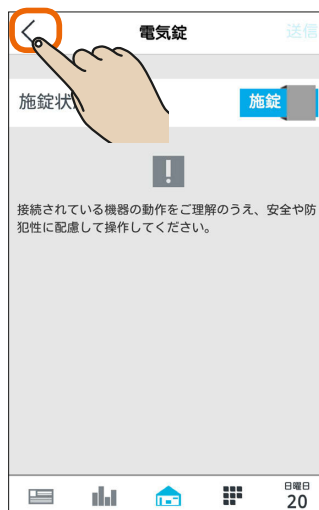 電気錠
送信
施錠状
施錠
接続されている機器の動作をご理解のうえ、安全や防
犯性に配慮して操作してください。
日曜日
20